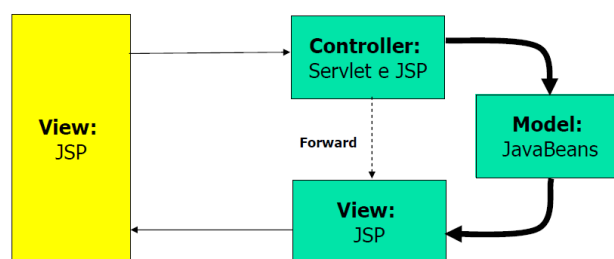 View:
JSP
Controller:
Servlet e JSP
Forward
Model:
JavaBeans
View:
JSP